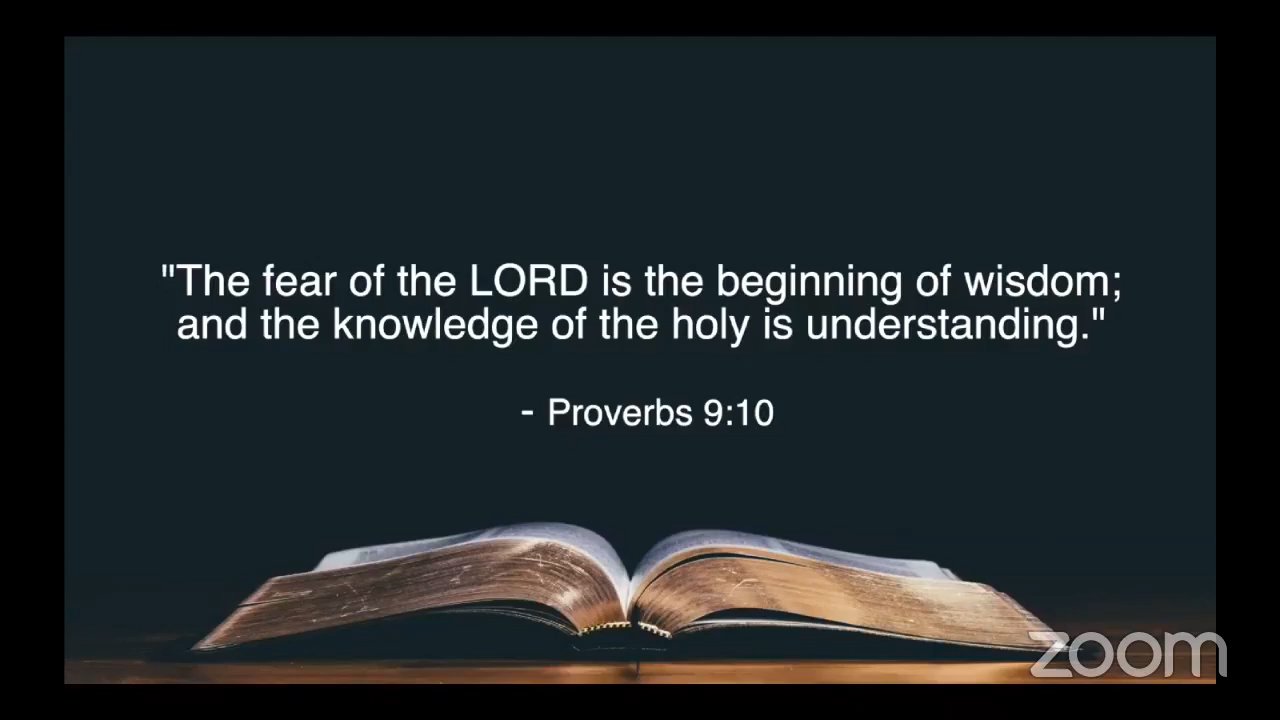 "The fear of the LORD is the beginning of wisdom;
and the knowledge of the holy is understanding."
- Proverbs 9:10
zoom